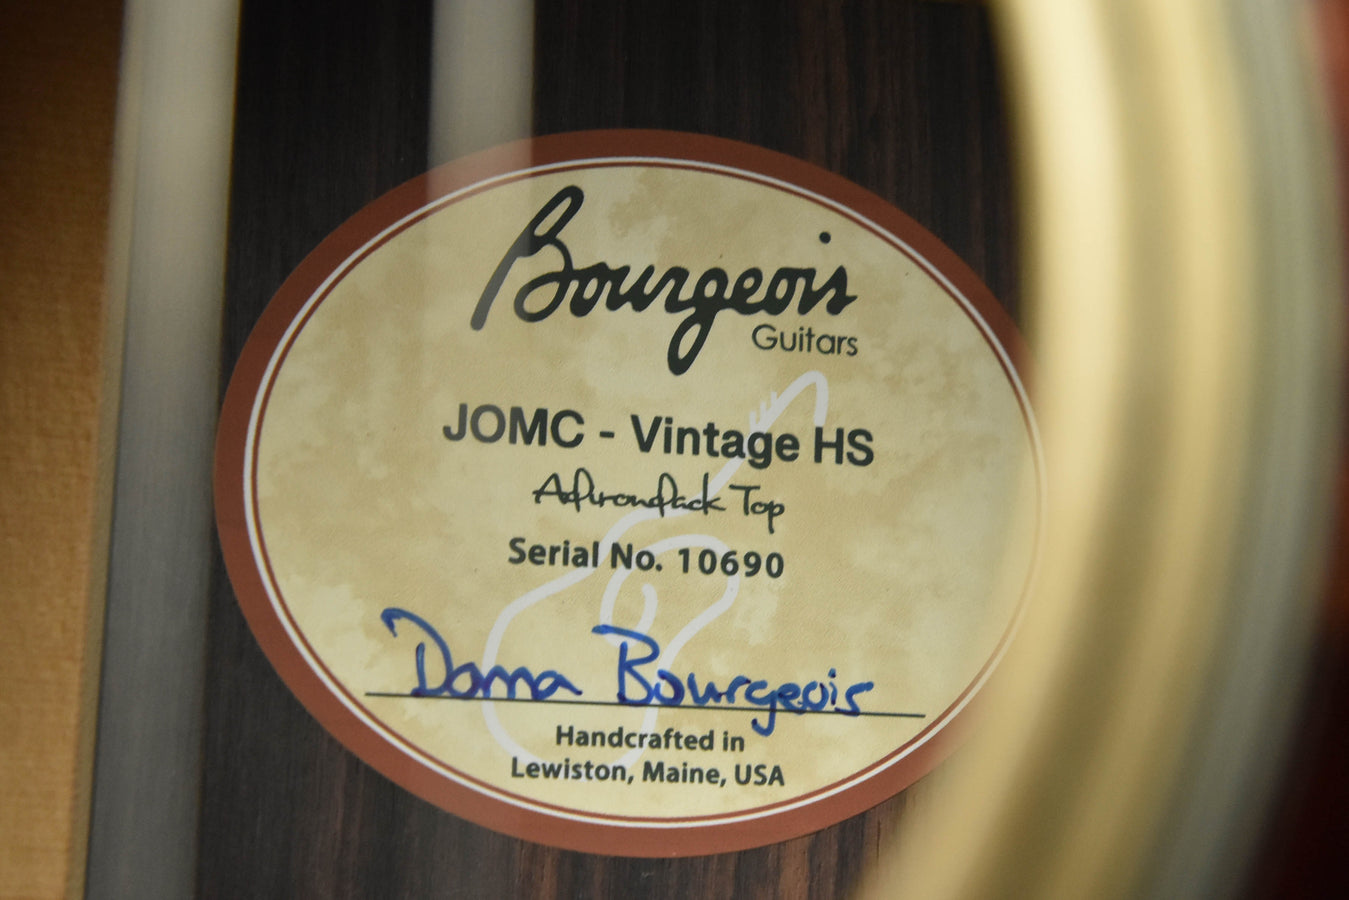 Bourgeois
Guitars
JOMC - Vintage HS
Adirondack Top
Serial No. 10690
Dana Bourgeois
Handcrafted in
Lewiston, Maine, USA